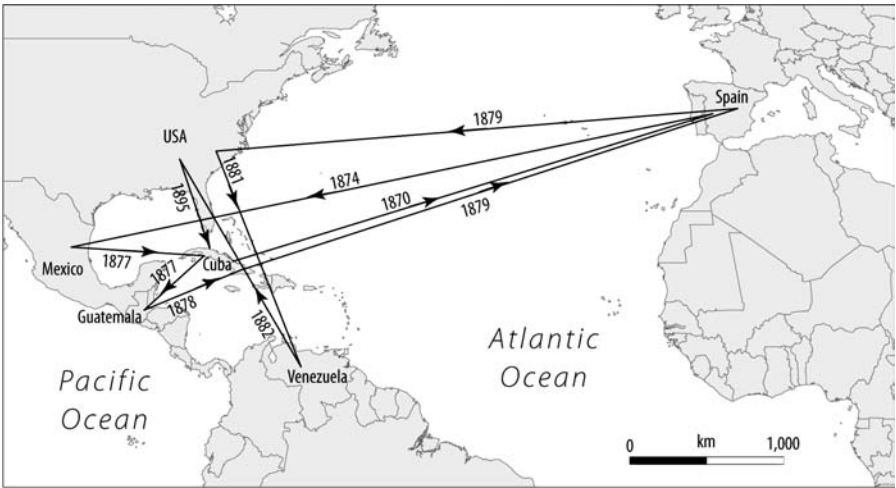 Spain
1879
USA
1881
1874
1895
1870
1879
Mexico
1877
Cuba
1877
Guatemala
1878
1882
Venezuela
Atlantic
Ocean
Pacific
Ocean
0 km 1,000